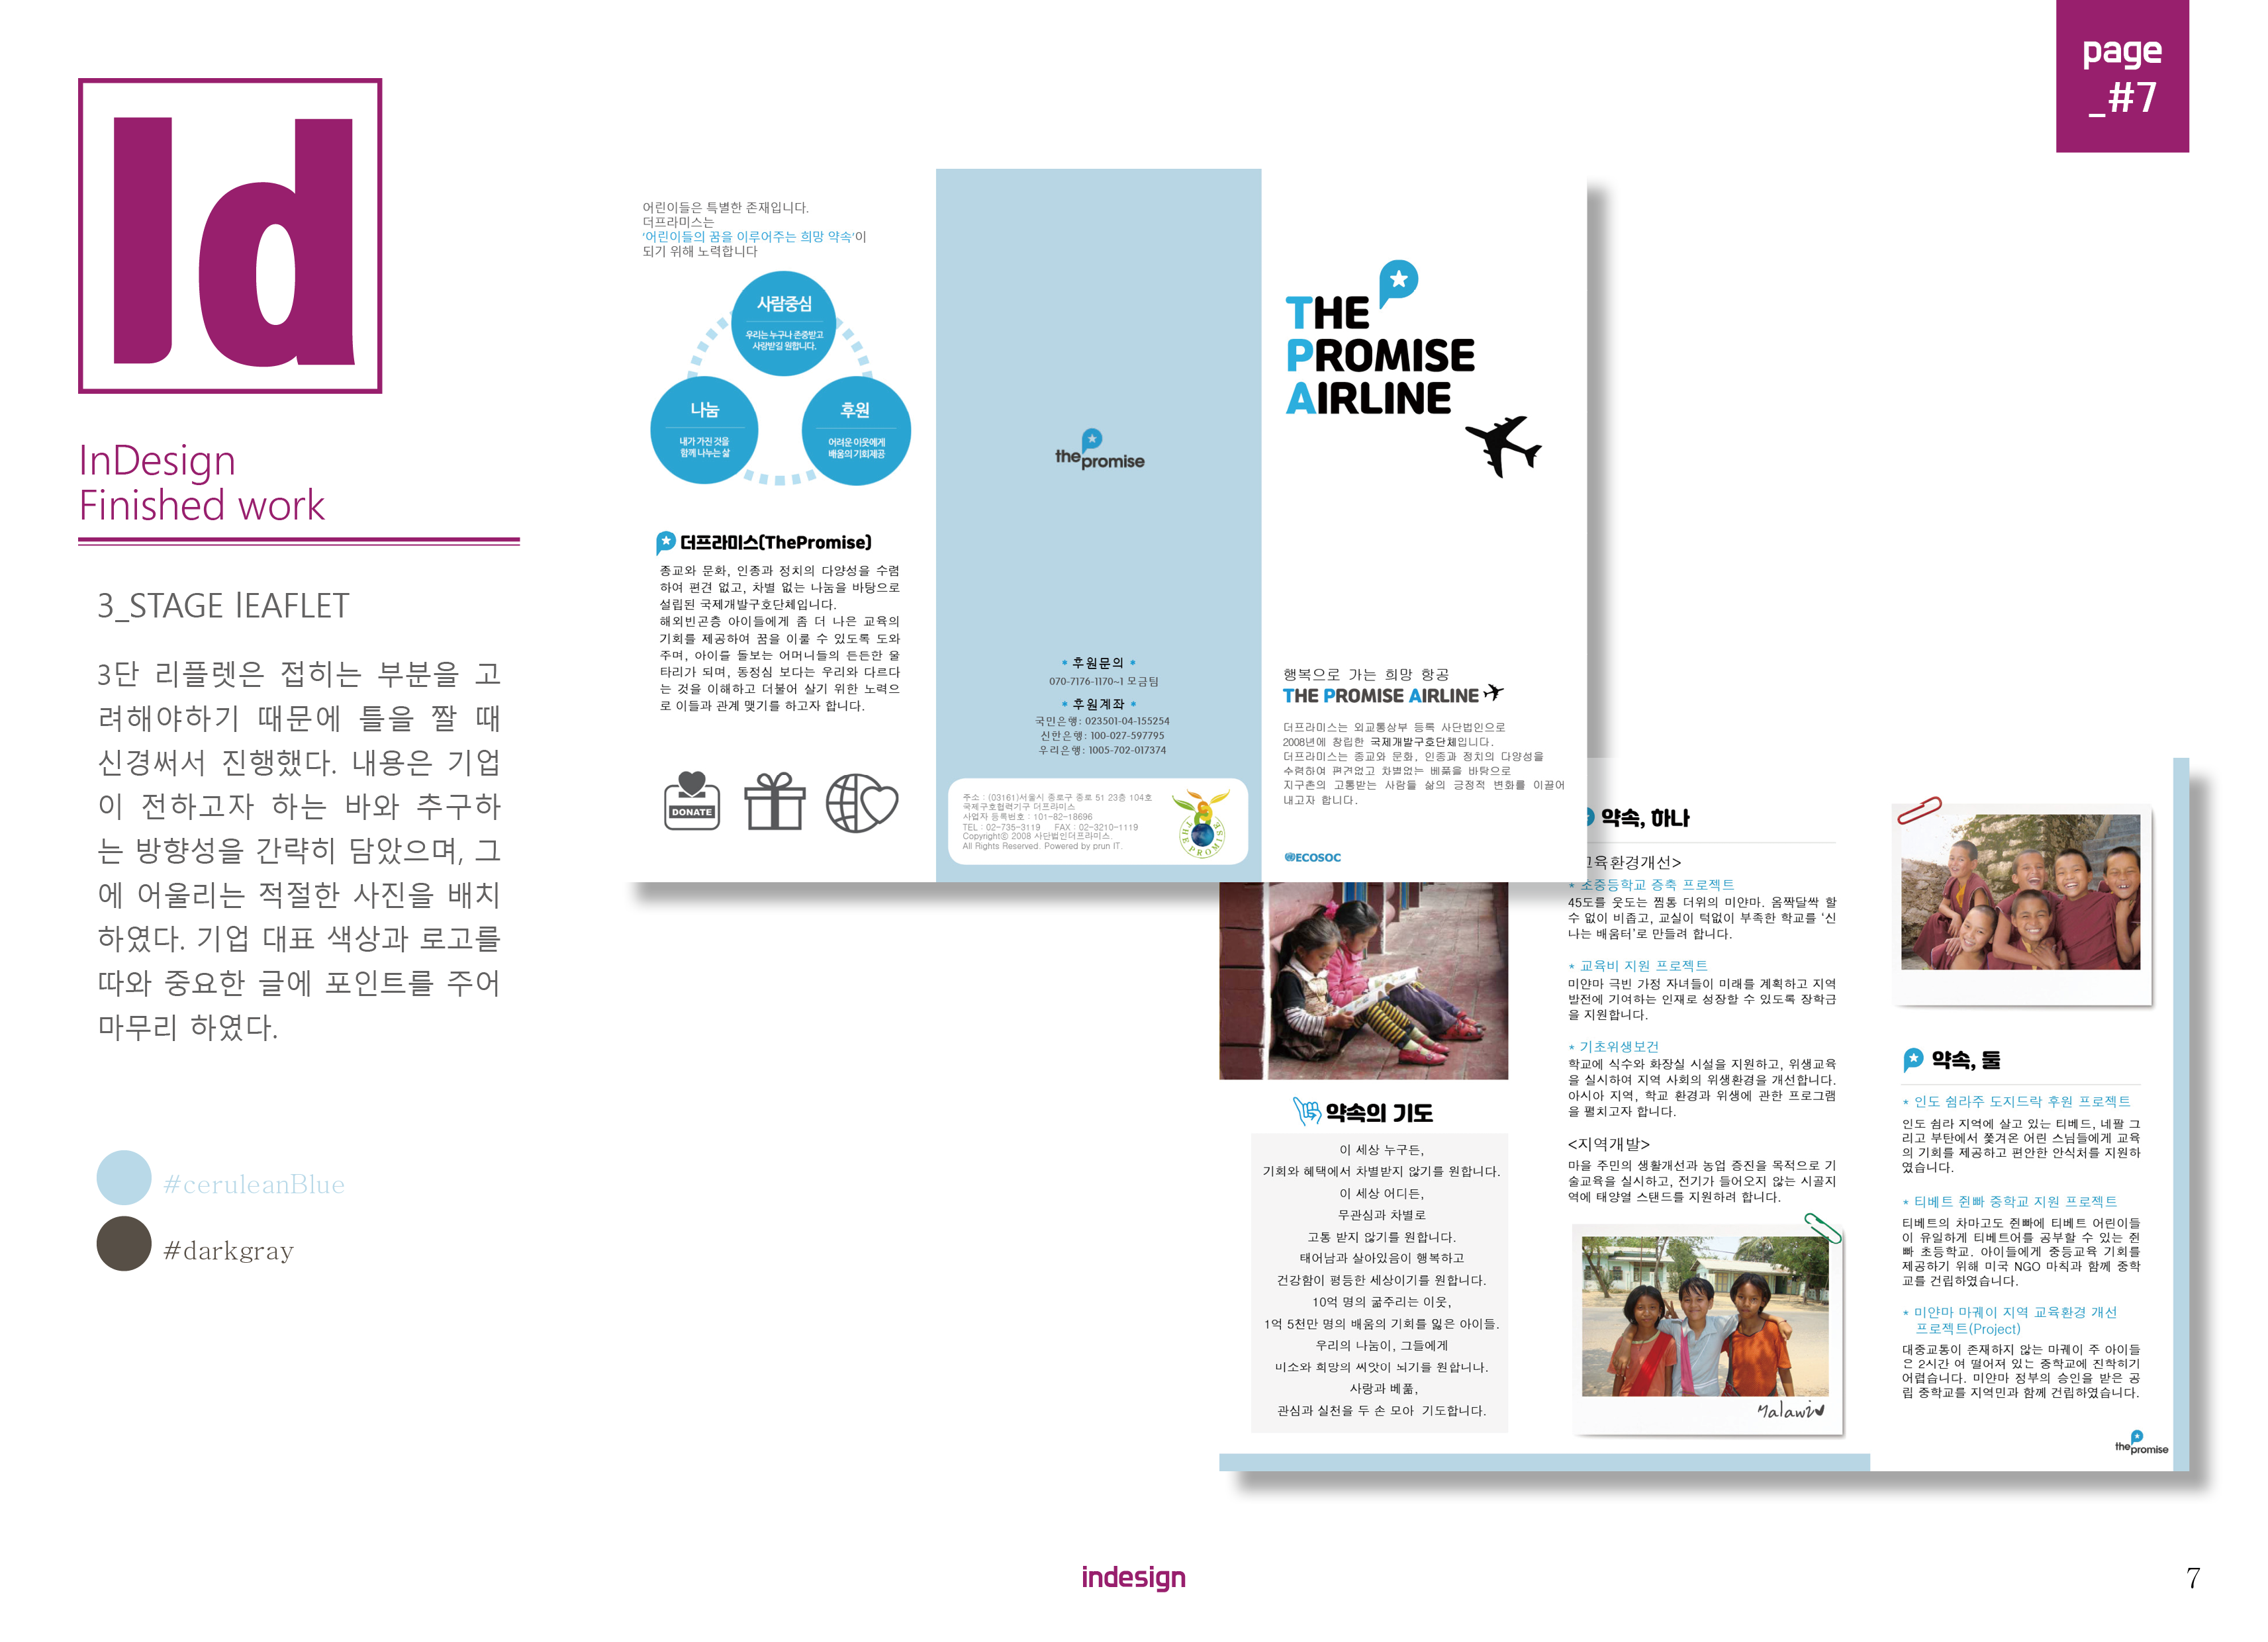 page
_#7
Id
InDesign
Finished work
3_STAGE lEAFLET
3단 리플렛은 접히는 부분을 고
려해야하기 때문에 틀을 짤 때
신경써서 진행했다. 내용은 기업
이 전하고자 하는 바와 추구하
는 방향성을 간략히 담았으며, 그
에 어울리는 적절한 사진을 배치
하였다. 기업 대표 색상과 로고를
따와 중요한 글에 포인트를 주어
마무리 하였다.
#ceruleanBlue
#darkgray
어린이들은 특별한 존재입니다.
더프라미스는
‘어린이들의 꿈을 이루어주는 희망 약속’이
되기 위해 노력합니다
사람중심
우리는 누구나 존중받고
사랑받길 원합니다.
나눔
내가 가진 것을
함께 나누는 삶
후원
어려운 이웃에게
배움의 기회제공
더프라미스(ThePromise)
종교와 문화, 인종과 정치의 다양성을 수렴
하여 편견 없고, 차별 없는 나눔을 바탕으로
설립된 국제개발구호단체입니다.
해외빈곤층 아이들에게 좀 더 나은 교육의
기회를 제공하여 꿈을 이룰 수 있도록 도와
주며, 아이를 돌보는 어머니들의 든든한 울
타리가 되며, 동정심 보다는 우리와 다르다
는 것을 이해하고 더불어 살기 위한 노력으
로 이들과 관계 맺기를 하고자 합니다.
DONATE
thepromise
* 후원문의 *
070-7176-1170~1 모금팀
* 후원계좌 *
국민은행: 023501-04-155254
신한은행: 100-027-597795
우리은행: 1005-702-017374
주소 : (03161)서울시 종로구 종로 51 23층 104호
국제구호협력기구 더프라미스
사업자 등록번호 : 101-82-18696
TEL : 02-735-3119 FAX : 02-3210-1119
Copyrightⓒ 2008 사단법인더프라미스.
All Rights Reserved. Powered by prun IT.
THE PROMISE
THE
PROMISE
AIRLINE
행복으로 가는 희망 항공
THE PROMISE AIRLINE
더프라미스는 외교통상부 등록 사단법인으로
2008년에 창립한 국제개발구호단체입니다.
더프라미스는 종교와 문화, 인종과 정치의 다양성을
수렴하여 편견없고 차별없는 베품을 바탕으로
지구촌의 고통받는 사람들 삶의 긍정적 변화를 이끌어
내고자 합니다.
ECOSOC
약속의 기도
이 세상 누구든,
기회와 혜택에서 차별받지 않기를 원합니다.
이 세상 어디든,
무관심과 차별로
고통 받지 않기를 원합니다.
태어남과 살아있음이 행복하고
건강함이 평등한 세상이기를 원합니다.
10억 명의 굶주리는 이웃,
1억 5천만 명의 배움의 기회를 잃은 아이들.
우리의 나눔이, 그들에게
미소와 희망의 씨앗이 되기를 원합니다.
사랑과 베풂,
관심과 실천을 두 손 모아 기도합니다.
약속, 하나
교육환경개선>
* 초중등학교 증축 프로젝트
45도를 웃도는 찜통 더위의 미얀마. 옴짝달싹 할
수 없이 비좁고, 교실이 턱없이 부족한 학교를 ‘신
나는 배움터’로 만들려 합니다.
* 교육비 지원 프로젝트
미얀마 극빈 가정 자녀들이 미래를 계획하고 지역
발전에 기여하는 인재로 성장할 수 있도록 장학금
을 지원합니다.
* 기초위생보건
학교에 식수와 화장실 시설을 지원하고, 위생교육
을 실시하여 지역 사회의 위생환경을 개선합니다.
아시아 지역, 학교 환경과 위생에 관한 프로그램
을 펼치고자 합니다.
<지역개발>
마을 주민의 생활개선과 농업 증진을 목적으로 기
술교육을 실시하고, 전기가 들어오지 않는 시골지
역에 태양열 스탠드를 지원하려 합니다.
Malawi
약속, 둘
* 인도 쉼라주 도지드락 후원 프로젝트
인도 쉼라 지역에 살고 있는 티베드, 네팔 그
리고 부탄에서 쫓겨온 어린 스님들에게 교육
의 기회를 제공하고 편안한 안식처를 지원하
였습니다.
* 티베트 쥔빠 중학교 지원 프로젝트
티베트의 차마고도 쥔빠에 티베트 어린이들
이 유일하게 티베트어를 공부할 수 있는 쥔
빠 초등학교. 아이들에게 중등교육 기회를
제공하기 위해 미국 NGO 마칙과 함께 중학
교를 건립하였습니다.
* 미얀마 마궤이 지역 교육환경 개선
프로젝트(Project)
대중교통이 존재하지 않는 마궤이 주 아이들
은 2시간 여 떨어져 있는 중학교에 진학하기
어렵습니다. 미얀마 정부의 승인을 받은 공
립 중학교를 지역민과 함께 건립하였습니다.
thepromise
indesign
7